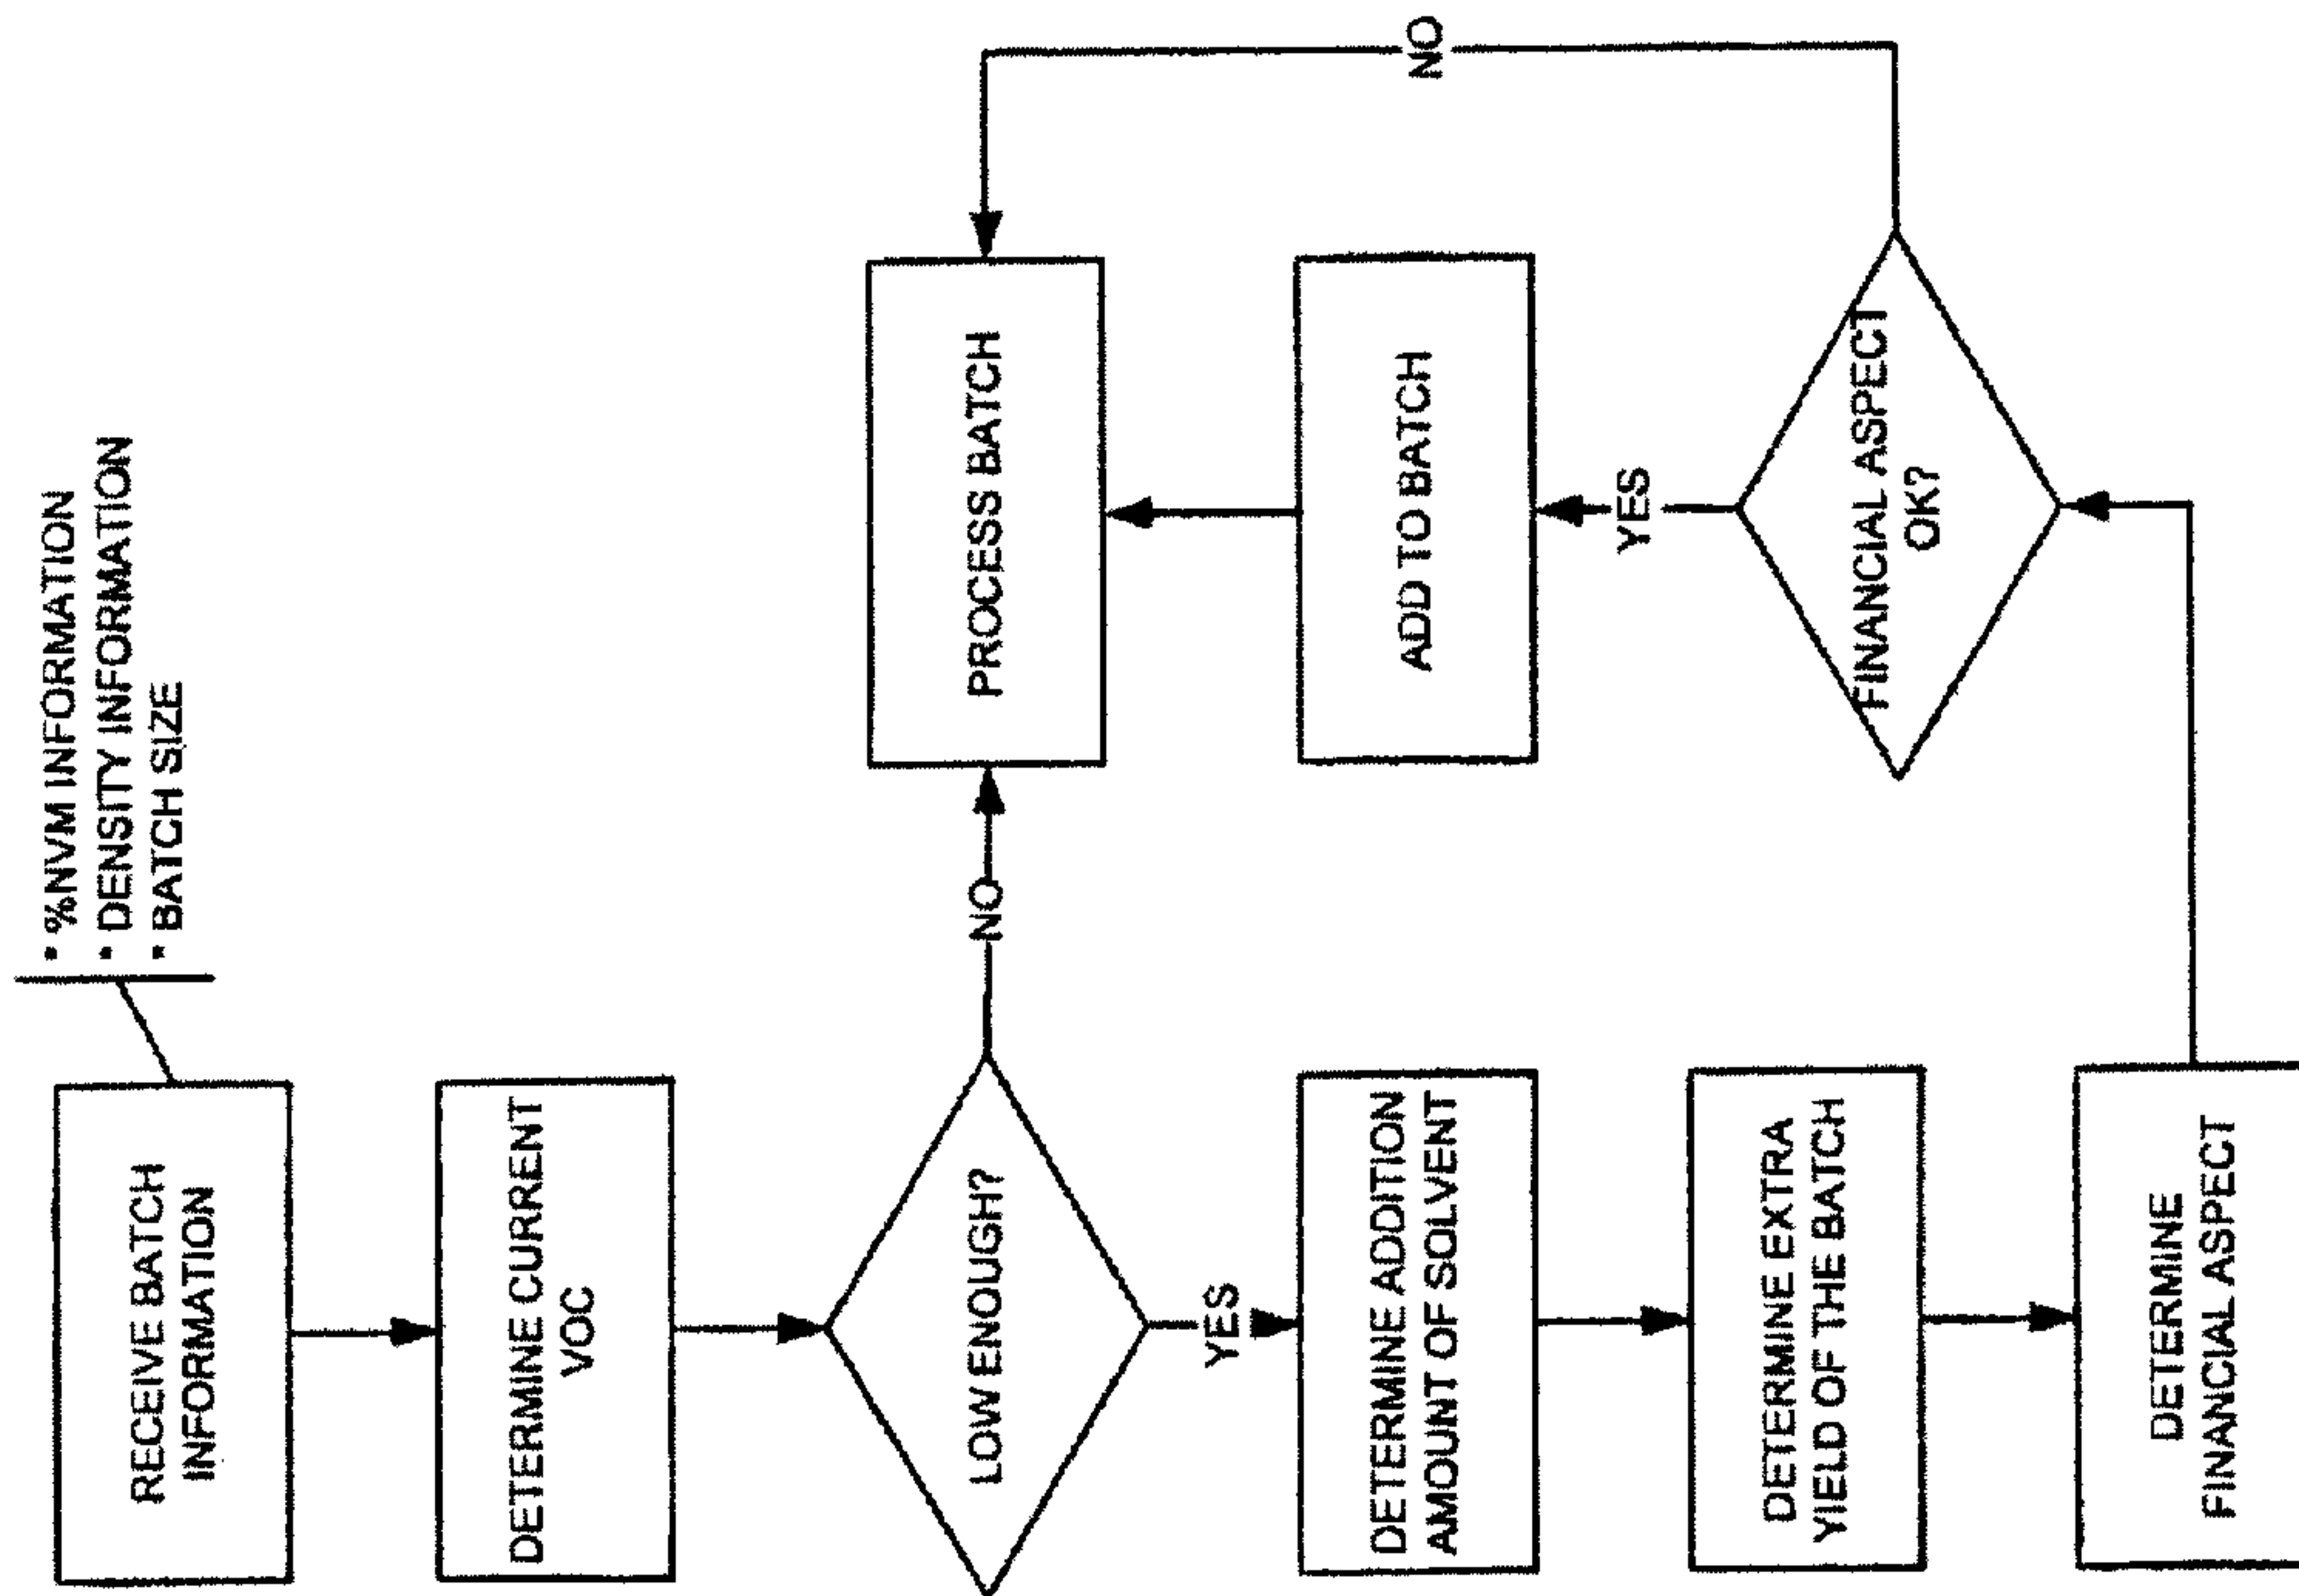 * %NVM INFORMATION
* DENSITY INFORMATION
* BATCH SIZE
RECEIVE BATCH
INFORMATION
DETERMINE CURRENT
VOC
LOW ENOUGH?
NO
PROCESS BATCH
YES
DETERMINE ADDITION
AMOUNT OF SOLVENT
ADD TO BATCH
NO
YES
DETERMINE EXTRA
YIELD OF THE BATCH
FINANCIAL ASPECT
OK?
DETERMINE
FINANCIAL ASPECT